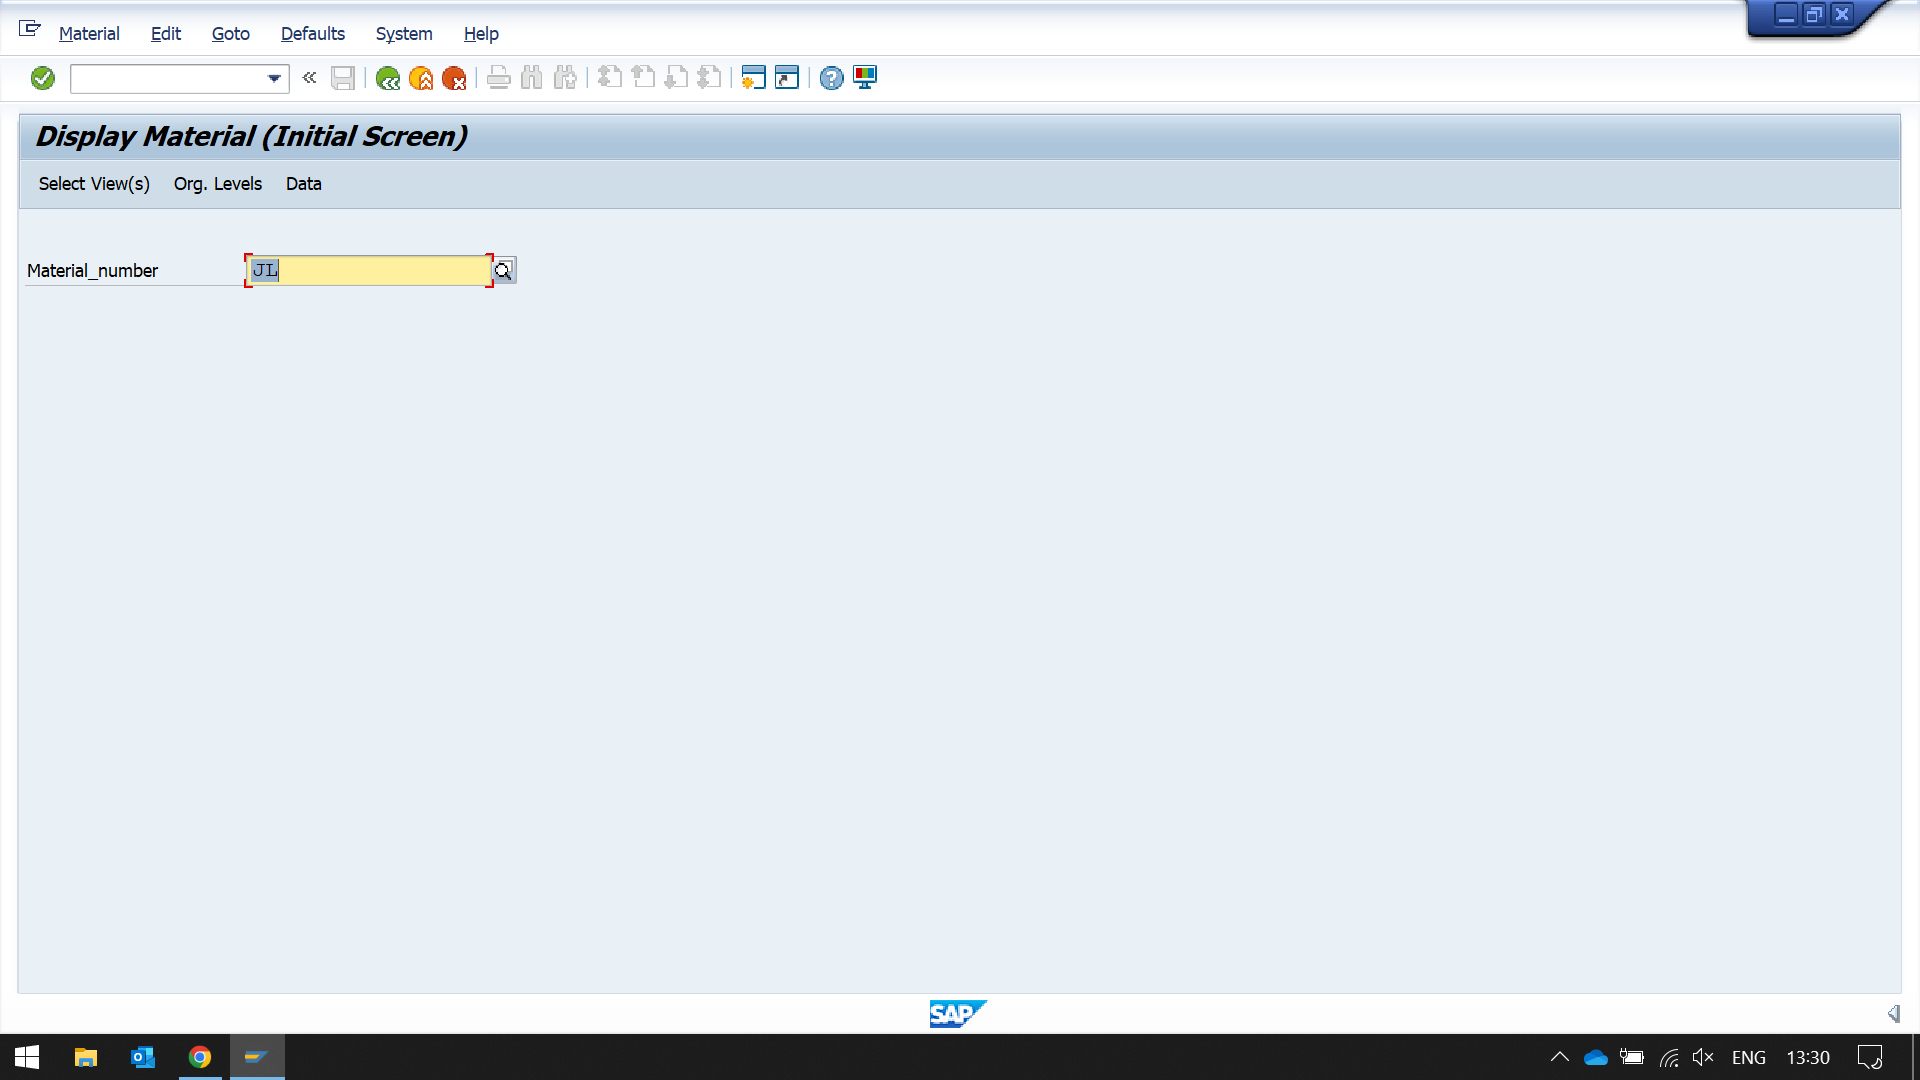 Material Edit Goto Defaults System Help
Display Material (Initial Screen)
Select View(s) Org. Levels Data
Material_number JL
SAP
ENG 13:30